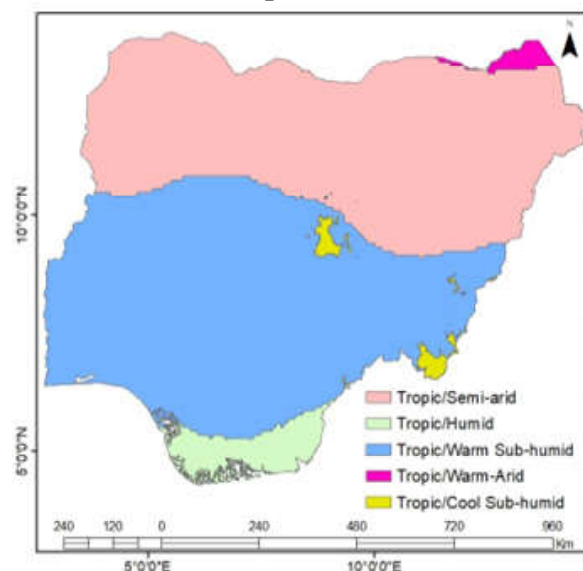 N
10°0'0"N
5°0'0"N
Tropic/Semi-arid
Tropic/Humid
Tropic/Warm Sub-humid
Tropic/Warm-Arid
Tropic/Cool Sub-humid
240 120 0 240 480 720 960
Km
5°0'0"E 10°0'0"E